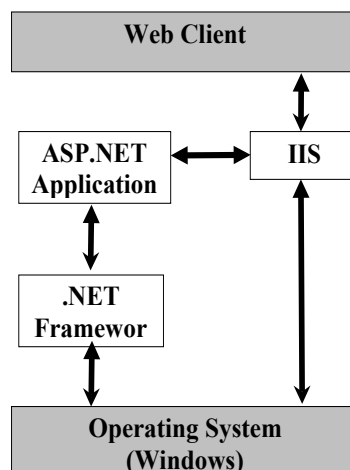 Web Client
ASP.NET
Application
IIS
.NET
Framewor
Operating System
(Windows)